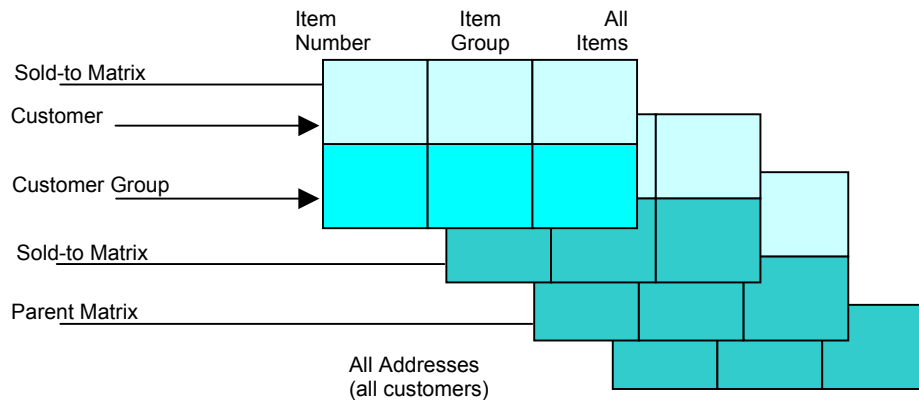 Item Number
Item Group
All Items
Sold-to Matrix
Customer
Customer Group
Sold-to Matrix
Parent Matrix
All Addresses
(all customers)